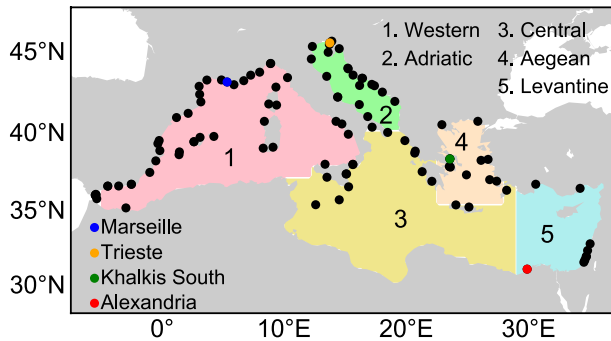 45°N
40°N
35°N
30°N
1. Western
2. Adriatic
3. Central
4. Aegean
5. Levantine
1
2
3
4
5
Marseille
Trieste
Khalkis South
Alexandria
0°
10°E
20°E
30°E